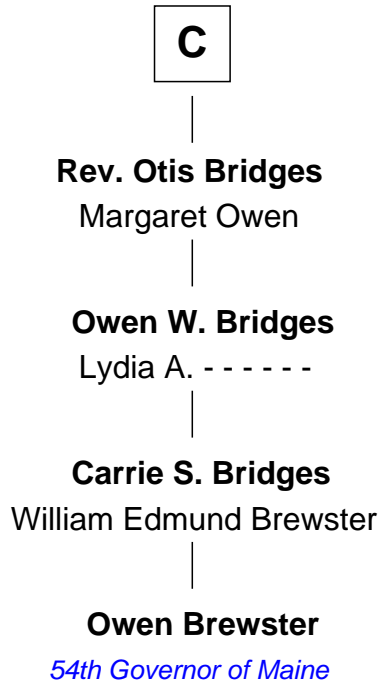 C
Rev. Otis Bridges
Margaret Owen
Owen W. Bridges
Lydia A. - - - - - -
Carrie S. Bridges
William Edmund Brewster
Owen Brewster
54th Governor of Maine